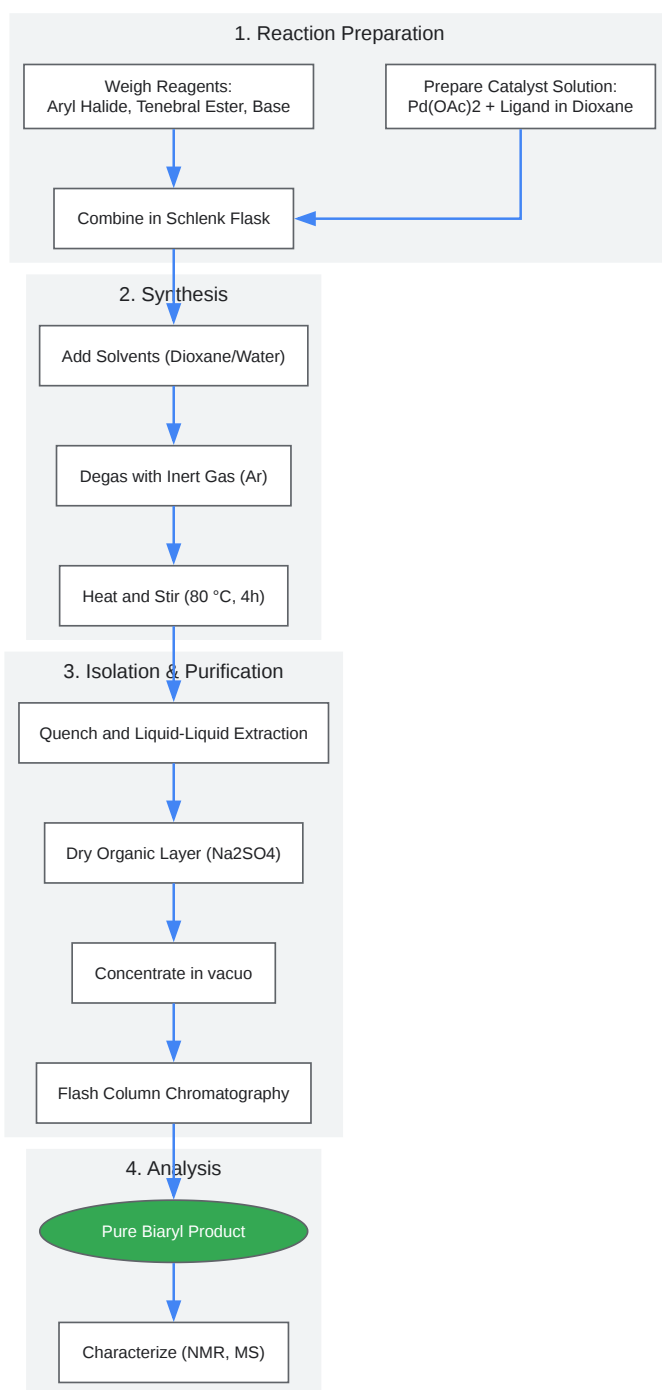 1. Reaction Preparation
Weigh Reagents:
Aryl Halide, Tenebral Ester, Base
Prepare Catalyst Solution:
Pd(OAc)2 + Ligand in Dioxane
Combine in Schlenk Flask
2. Synthesis
Add Solvents (Dioxane/Water)
Degas with Inert Gas (Ar)
Heat and Stir (80 °C, 4h)
3. Isolation & Purification
Quench and Liquid-Liquid Extraction
Dry Organic Layer (Na2SO4)
Concentrate in vacuo
Flash Column Chromatography
4. Analysis
Pure Biaryl Product
Characterize (NMR, MS)